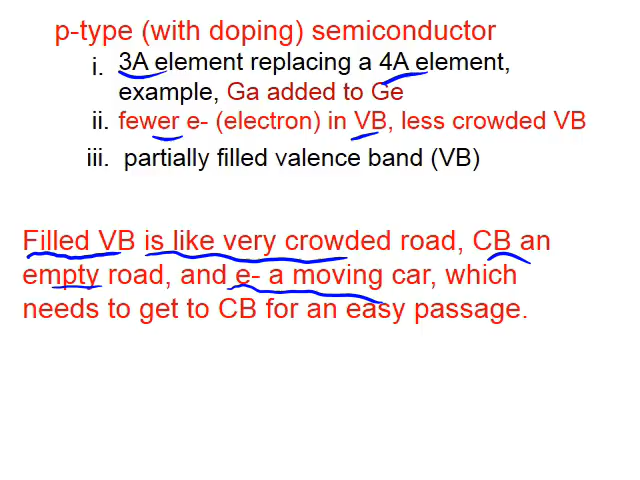 p-type (with doping) semiconductor
i. 3A element replacing a 4A element,
example, Ga added to Ge
ii. fewer e- (electron) in VB, less crowded VB
iii. partially filled valence band (VB)
Filled VB is like very crowded road, CB an
empty road, and e- a moving car, which
needs to get to CB for an easy passage.